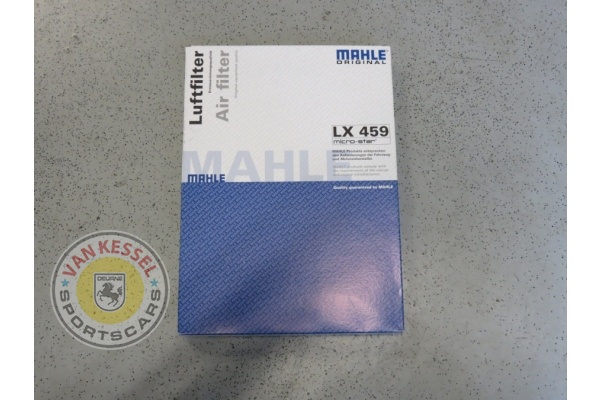 Luftfilter
Air filter
MAHLE
ORIGINAL
LX 459
micro-star
MAHLE
MAHLE
Quality guaranteed by MAHLE
VAN KESSEL
DEURNE
SPORTSCARS